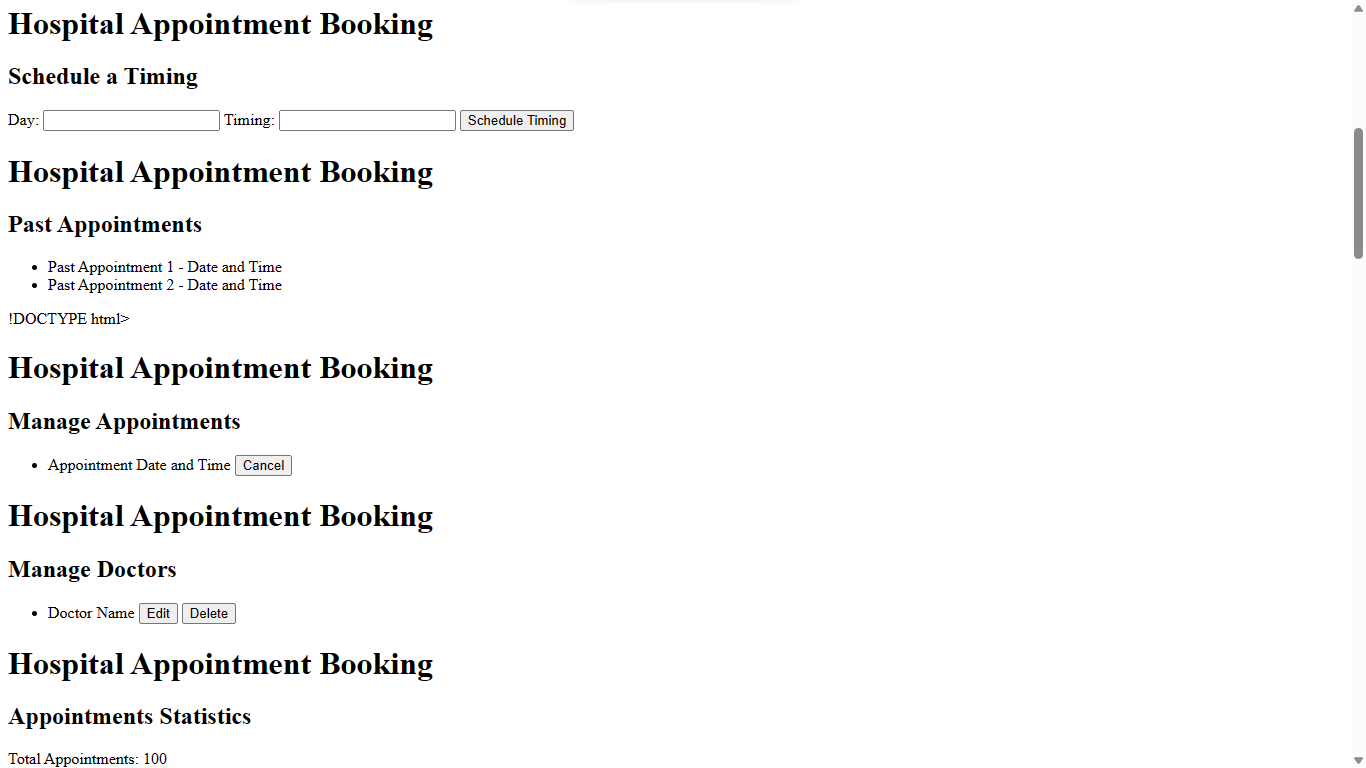 Hospital Appointment Booking
Schedule a Timing
Day: Timing: Schedule Timing
Hospital Appointment Booking
Past Appointments
Past Appointment 1 - Date and Time
Past Appointment 2 - Date and Time
!DOCTYPE html>
Hospital Appointment Booking
Manage Appointments
Appointment Date and Time Cancel
Hospital Appointment Booking
Manage Doctors
Doctor Name Edit Delete
Hospital Appointment Booking
Appointments Statistics
Total Appointments: 100